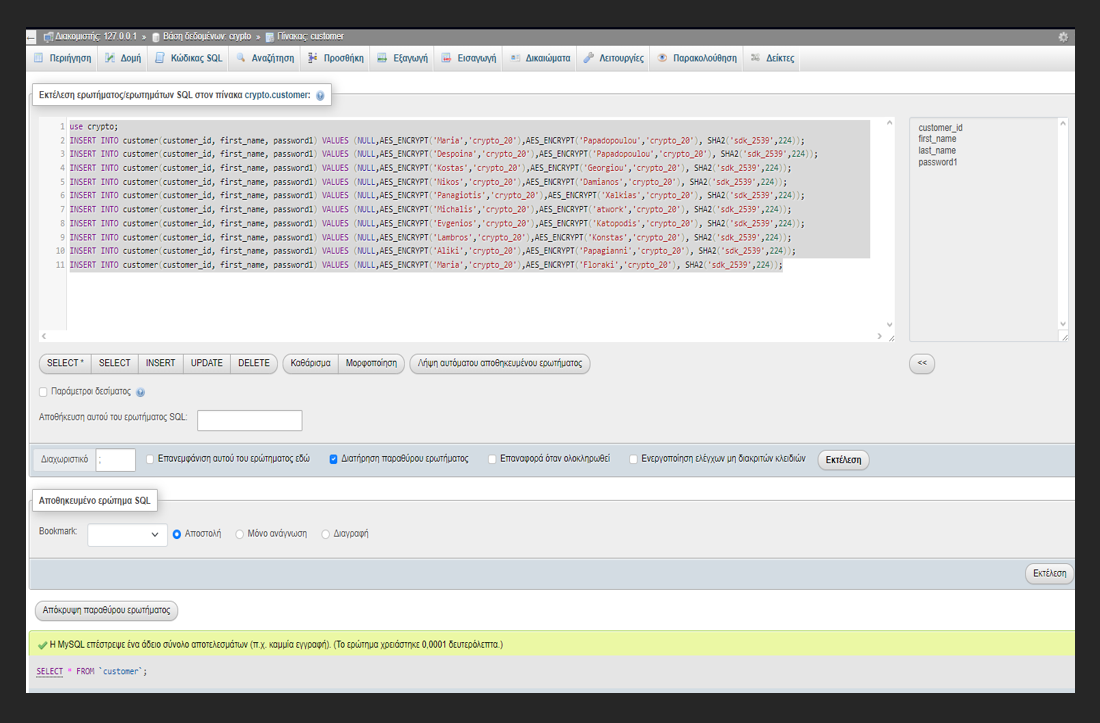 ← Διακομιστής: 127.0.0.1 » Βάση δεδομένων: crypto » Πίνακας: customer
Περιήγηση Δομή Κώδικας SQL Αναζήτηση Προσθήκη Εξαγωγή Εισαγωγή Δικαιώματα Λειτουργίες Παρακολούθηση Δείκτες
Εκτέλεση ερωτήματος/ερωτημάτων SQL στον πίνακα crypto.customer:
1 use crypto;
2 INSERT INTO customer(customer_id, first_name, password1) VALUES (NULL,AES_ENCRYPT('Maria','crypto_20'),AES_ENCRYPT('Papadopoulou','crypto_20'), SHA2('sdk_2539',224));
3 INSERT INTO customer(customer_id, first_name, password1) VALUES (NULL,AES_ENCRYPT('Despoina','crypto_20'),AES_ENCRYPT('Papadopoulou','crypto_20'), SHA2('sdk_2539',224));
4 INSERT INTO customer(customer_id, first_name, password1) VALUES (NULL,AES_ENCRYPT('Kostas','crypto_20'),AES_ENCRYPT('Georgiou','crypto_20'), SHA2('sdk_2539',224));
5 INSERT INTO customer(customer_id, first_name, password1) VALUES (NULL,AES_ENCRYPT('Nikos','crypto_20'),AES_ENCRYPT('Damianos','crypto_20'), SHA2('sdk_2539',224));
6 INSERT INTO customer(customer_id, first_name, password1) VALUES (NULL,AES_ENCRYPT('Panagiotis','crypto_20'),AES_ENCRYPT('Xalkias','crypto_20'), SHA2('sdk_2539',224));
7 INSERT INTO customer(customer_id, first_name, password1) VALUES (NULL,AES_ENCRYPT('Michalis','crypto_20'),AES_ENCRYPT('atwork','crypto_20'), SHA2('sdk_2539',224));
8 INSERT INTO customer(customer_id, first_name, password1) VALUES (NULL,AES_ENCRYPT('Evgenios','crypto_20'),AES_ENCRYPT('Katopodis','crypto_20'), SHA2('sdk_2539',224));
9 INSERT INTO customer(customer_id, first_name, password1) VALUES (NULL,AES_ENCRYPT('Lambros','crypto_20'),AES_ENCRYPT('Konstas','crypto_20'), SHA2('sdk_2539',224));
10 INSERT INTO customer(customer_id, first_name, password1) VALUES (NULL,AES_ENCRYPT('Aliki','crypto_20'),AES_ENCRYPT('Papagianni','crypto_20'), SHA2('sdk_2539',224));
11 INSERT INTO customer(customer_id, first_name, password1) VALUES (NULL,AES_ENCRYPT('Maria','crypto_20'),AES_ENCRYPT('Floraki','crypto_20'), SHA2('sdk_2539',224));
customer_id
first_name
last_name
password1
SELECT * SELECT INSERT UPDATE DELETE Καθάρισμα Μορφοποίηση Λήψη αυτόματου αποθηκευμένου ερωτήματος <<
Παράμετροι δεσίματος
Αποθήκευση αυτού του ερωτήματος SQL:
Διαχωριστικό ; Επανεμφάνιση αυτού του ερώτηματος εδώ Διατήρηση παραθύρου ερωτήματος Επαναφορά όταν ολοκληρωθεί Ενεργοποίηση ελέγχων μη διακριτών κλειδιών Εκτέλεση
Αποθηκευμένο ερώτημα SQL
Bookmark: Αποστολή Μόνο ανάγνωση Διαγραφή
Εκτέλεση
Απόκρυψη παραθύρου ερωτήματος
Η MySQL επέστρεψε ένα άδειο σύνολο αποτελεσμάτων (π.χ. καμμία εγγραφή). (Το ερώτημα χρειάστηκε 0,0001 δευτερόλεπτα.)
SELECT * FROM `customer`;